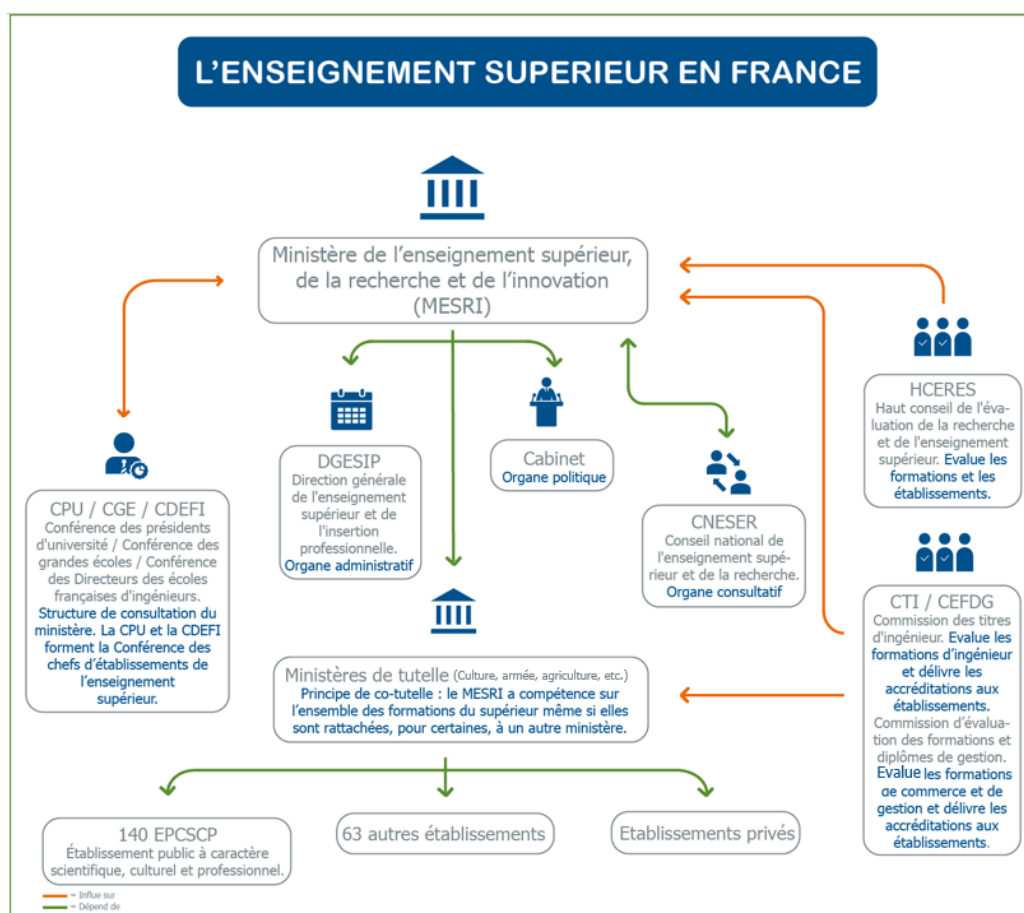 L'ENSEIGNEMENT SUPERIEUR EN FRANCE
Ministère de l'enseignement supérieur,
de la recherche et de l'innovation
(MESRI)
HCERES
Haut conseil de l'éva-
luation de la recherche
et de l'enseignement
supérieur. Evalue les
formations et les
établissements.
DGESIP
Direction générale
de l'enseignement
supérieur et de
l'insertion
professionnelle.
Organe administratif
Cabinet
Organe politique
CPU / CGE / CDEFI
Conférence des présidents
d'université / Conférence des
grandes écoles / Conférence
des Directeurs des écoles
françaises d'ingénieurs.
Structure de consultation du
ministère. La CPU et la CDEFI
forment la Conférence des
chefs d'établissements de
l'enseignement
supérieur.
CNESER
Conseil national de
l'enseignement supé-
rieur et de la recherche.
Organe consultatif
CTI / CEFDG
Commission des titres
d'ingénieur. Evalue les
formations d'ingénieur
et délivre les
accréditations aux
établissements.
Commission d'évalua-
tion des formations et
diplômes de gestion.
Evalue les formations
de commerce et de
gestion et délivre les
accréditations aux
établissements.
Ministères de tutelle (Culture, armée, agriculture, etc.)
Principe de co-tutelle : le MESRI a compétence sur
l'ensemble des formations du supérieur même si elles
sont rattachées, pour certaines, à un autre ministère.
140 EPCSCP
Établissement public à caractère
scientifique, culturel et professionnel.
63 autres établissements
Etablissements privés
= Influe sur
= Dépend de